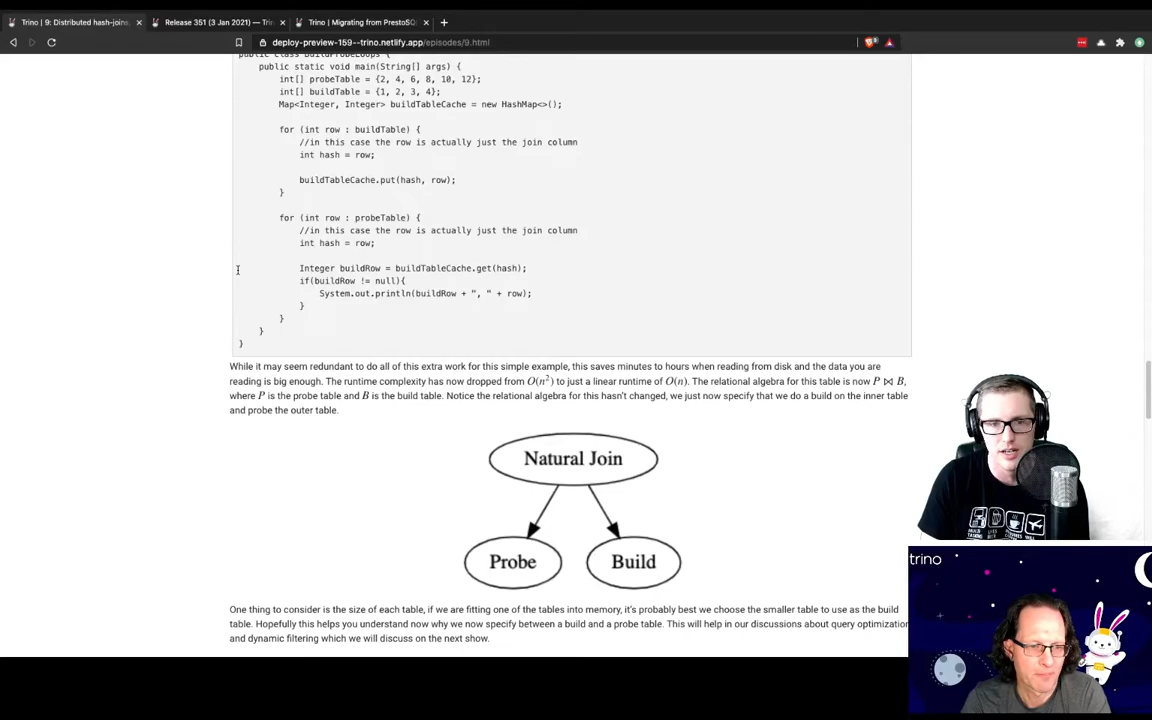 Trino | 9: Distributed hash-joins,
Release 351 (3 Jan 2021) — Trin
Trino | Migrating from PrestoSQ
deploy-preview-159--trino.netlify.app/episodes/9.html
public class BuildProbeLoops {
public static void main(String[] args) {
int[] probeTable = {2, 4, 6, 8, 10, 12};
int[] buildTable = {1, 2, 3, 4};
Map<Integer, Integer> buildTableCache = new HashMap<>();
for (int row : buildTable) {
//in this case the row is actually just the join column
int hash = row;
buildTableCache.put(hash, row);
}
for (int row : probeTable) {
//in this case the row is actually just the join column
int hash = row;
Integer buildRow = buildTableCache.get(hash);
if(buildRow != null){
System.out.println(buildRow + ", " + row);
}
}
}
}
While it may seem redundant to do all of this extra work for this simple example, this saves minutes to hours when reading from disk and the data you are
reading is big enough. The runtime complexity has now dropped from O(n²) to just a linear runtime of O(n). The relational algebra for this table is now P ⋈ B,
where P is the probe table and B is the build table. Notice the relational algebra for this hasn't changed, we just now specify that we do a build on the inner table
and probe the outer table.
Natural Join
Probe
Build
One thing to consider is the size of each table, if we are fitting one of the tables into memory, it's probably best we choose the smaller table to use as the build
table. Hopefully this helps you understand now why we now specify between a build and a probe table. This will help in our discussions about query optimization
and dynamic filtering which we will discuss on the next show.
trino